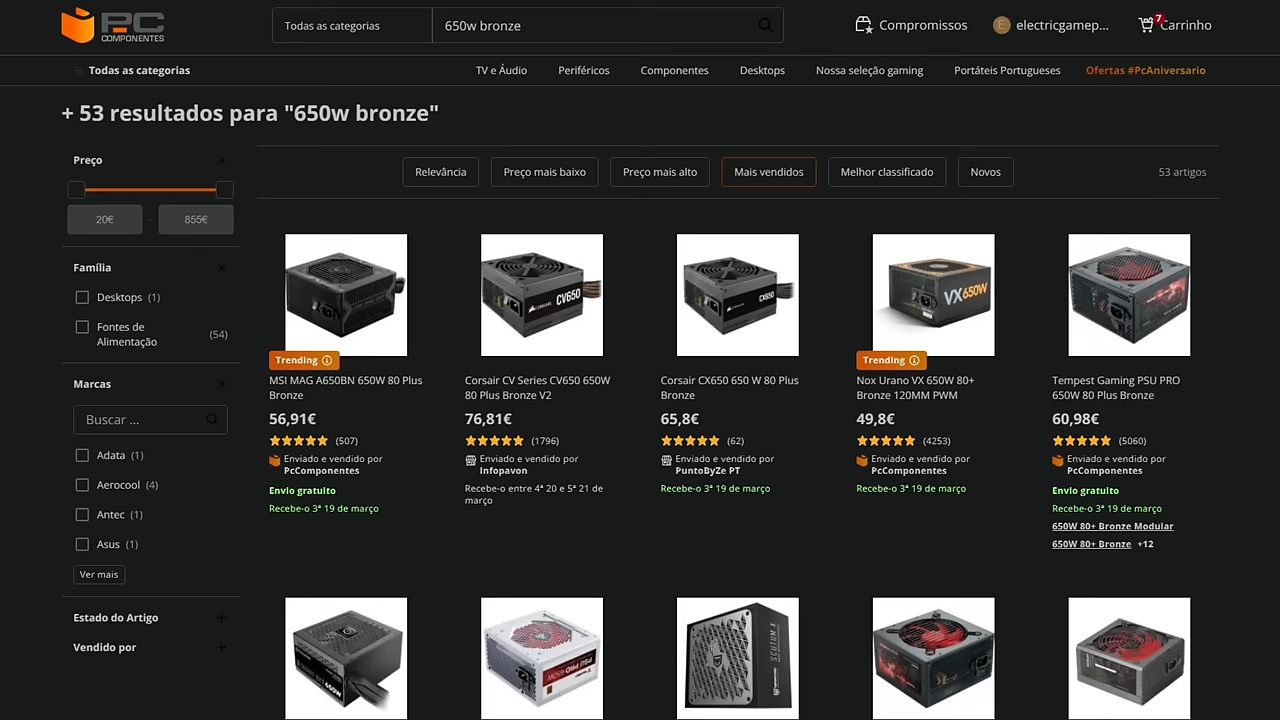 PC
COMPONENTES
Todas as categorias
650w bronze
Compromissos
E
electricgamep...
7
Carrinho
Todas as categorias
TV e Áudio
Periféricos
Componentes
Desktops
Nossa seleção gaming
Portáteis Portugueses
Ofertas #PcAniversario
+ 53 resultados para "650w bronze"
Preço
20€
-
855€
Família
Desktops (1)
Fontes de
Alimentação
(54)
Marcas
Buscar ...
Adata (1)
Aerocool (4)
Antec (1)
Asus (1)
Ver mais
Estado do Artigo
Vendido por
Relevância
Preço mais baixo
Preço mais alto
Mais vendidos
Melhor classificado
Novos
53 artigos
Trending
MSI MAG A650BN 650W 80 Plus
Bronze
56,91€
(507)
Enviado e vendido por
PcComponentes
Envio gratuito
Recebe-o 3ª 19 de março
CORSAIR
CV650
Corsair CV Series CV650 650W
80 Plus Bronze V2
76,81€
(1796)
Enviado e vendido por
Infopavon
Recebe-o entre 4ª 20 e 5ª 21 de
março
CX650
Corsair CX650 650 W 80 Plus
Bronze
65,8€
(62)
Enviado e vendido por
PuntoByZe PT
Recebe-o 3ª 19 de março
VX650W
Trending
Nox Urano VX 650W 80+
Bronze 120MM PWM
49,8€
(4253)
Enviado e vendido por
PcComponentes
Recebe-o 3ª 19 de março
Tempest Gaming PSU PRO
650W 80 Plus Bronze
60,98€
(5060)
Enviado e vendido por
PcComponentes
Envio gratuito
Recebe-o 3ª 19 de março
650W 80+ Bronze Modular
650W 80+ Bronze +12
650W
PSU PRO
SCUTUM X